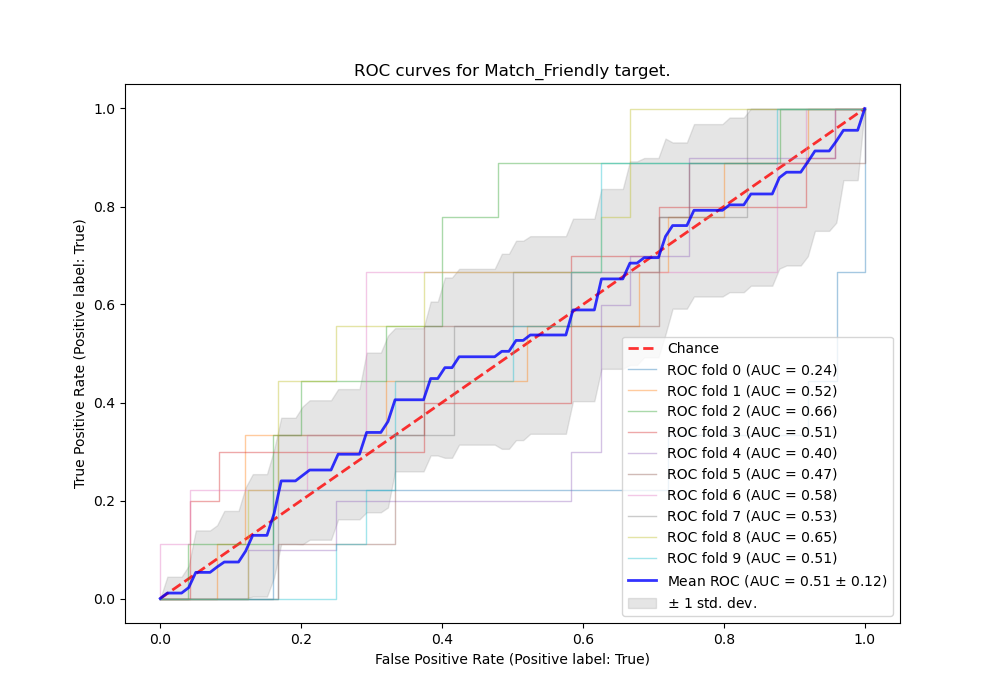 ROC curves for Match_Friendly target.
True Positive Rate (Positive label: True)
1.0
0.8
0.6
0.4
0.2
0.0
0.0 0.2 0.4 0.6 0.8 1.0
False Positive Rate (Positive label: True)
Chance
ROC fold 0 (AUC = 0.24)
ROC fold 1 (AUC = 0.52)
ROC fold 2 (AUC = 0.66)
ROC fold 3 (AUC = 0.51)
ROC fold 4 (AUC = 0.40)
ROC fold 5 (AUC = 0.47)
ROC fold 6 (AUC = 0.58)
ROC fold 7 (AUC = 0.53)
ROC fold 8 (AUC = 0.65)
ROC fold 9 (AUC = 0.51)
Mean ROC (AUC = 0.51 ± 0.12)
± 1 std. dev.